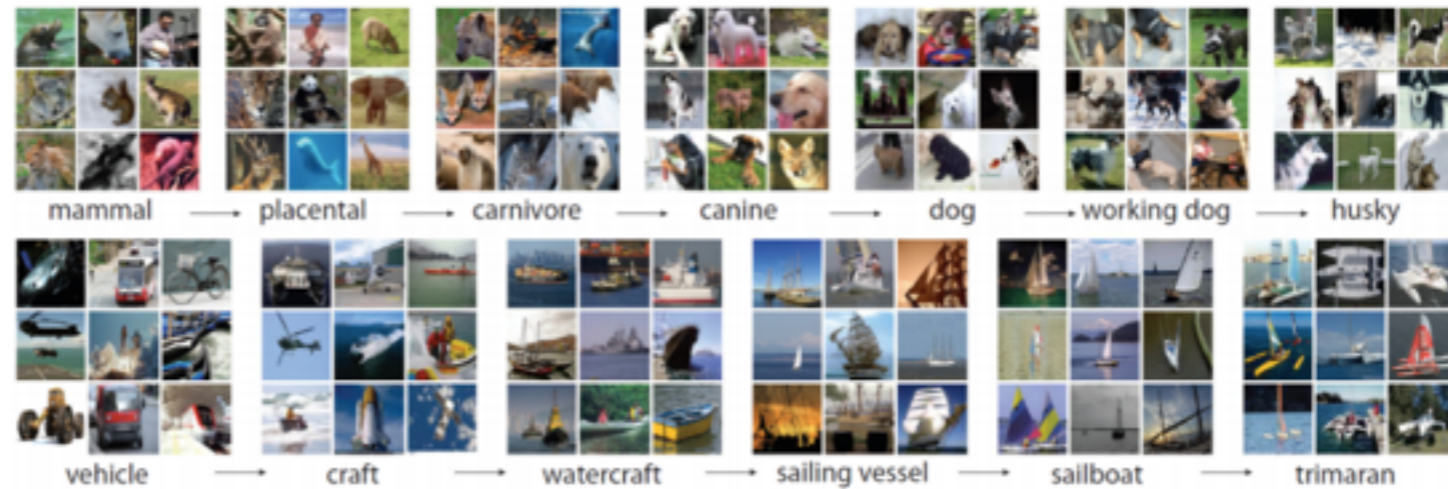 mammal → placental → carnivore → canine → dog → working dog → husky
vehicle → craft → watercraft → sailing vessel → sailboat → trimaran